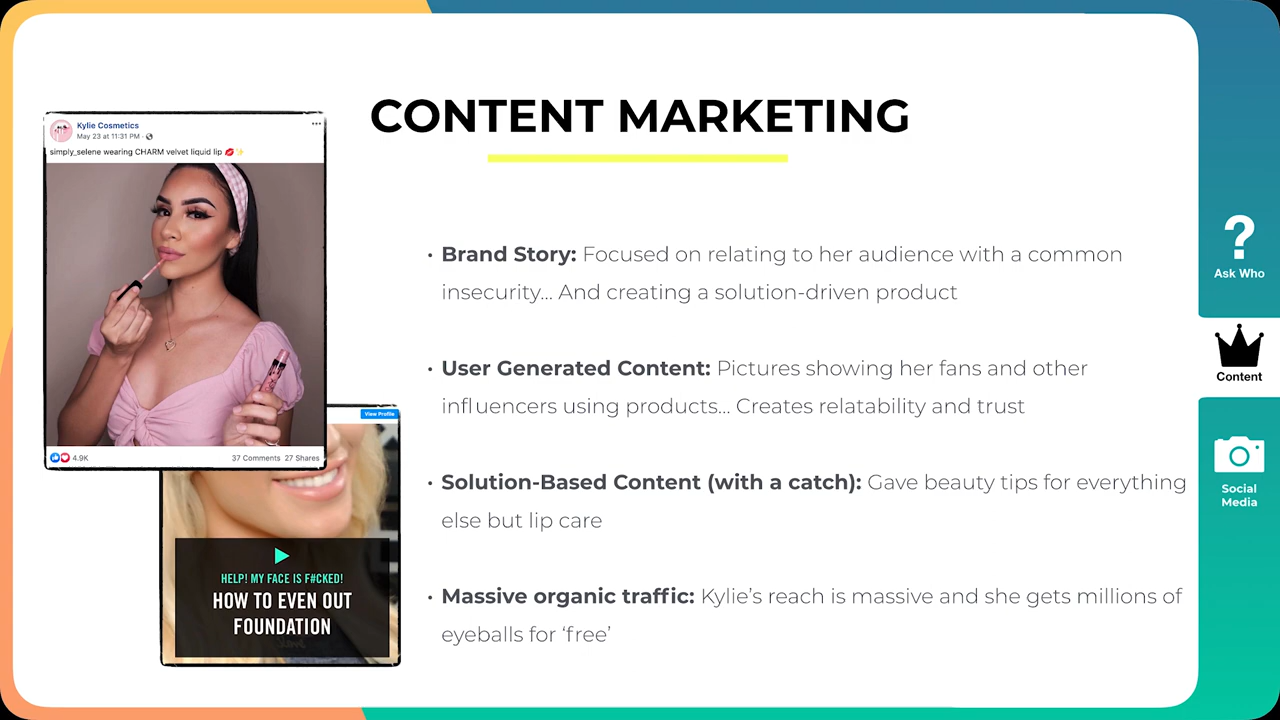 CONTENT MARKETING
Kylie Cosmetics
May 23 at 11:31 PM ·
simply_selene wearing CHARM velvet liquid lip 💋✨
4.9K
37 Comments 27 Shares
View Profile
HELP! MY FACE IS F#CKED!
HOW TO EVEN OUT
FOUNDATION
• Brand Story: Focused on relating to her audience with a common
insecurity... And creating a solution-driven product
• User Generated Content: Pictures showing her fans and other
influencers using products... Creates relatability and trust
• Solution-Based Content (with a catch): Gave beauty tips for everything
else but lip care
• Massive organic traffic: Kylie’s reach is massive and she gets millions of
eyeballs for ‘free’
?
Ask Who
Content
Social
Media